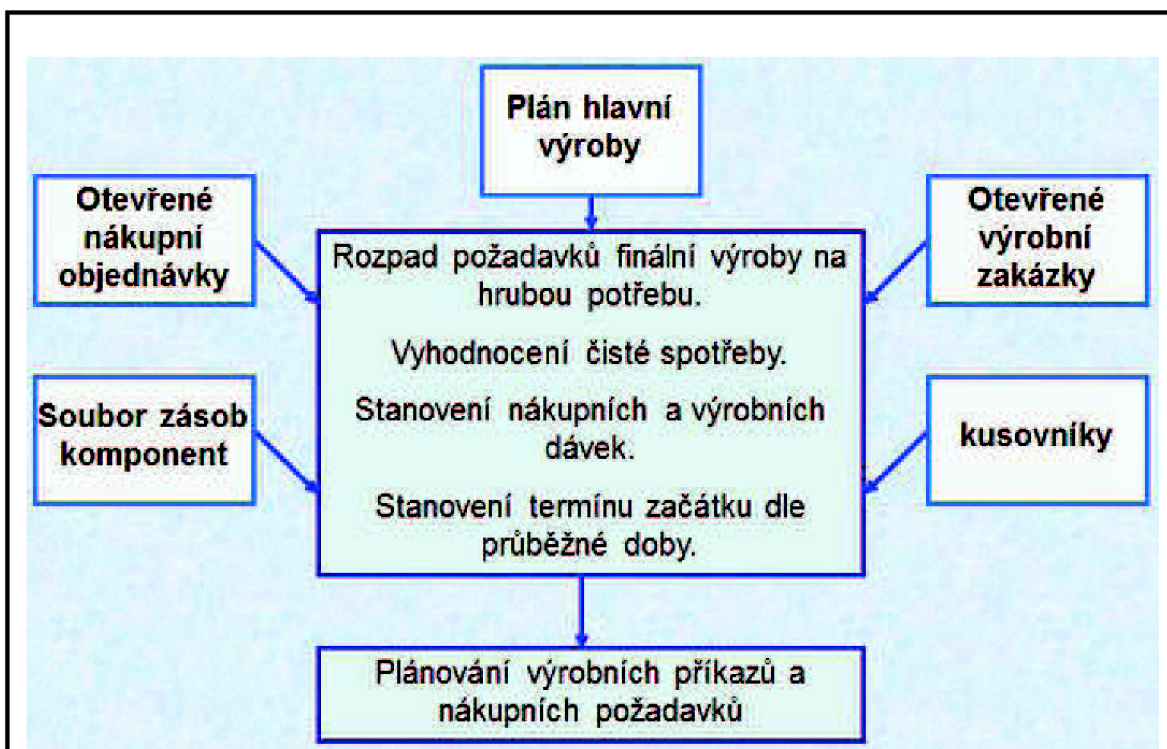 Plán hlavní
výroby
Otevřené
nákupní
objednávky
Otevřené
výrobní
zakázky
Rozpad požadavků finální výroby na
hrubou potřebu.
Vyhodnocení čisté spotřeby.
Stanovení nákupních a výrobních
dávek.
Stanovení termínu začátku dle
průběžné doby.
Soubor zásob
komponent
kusovníky
Plánování výrobních příkazů a
nákupních požadavků